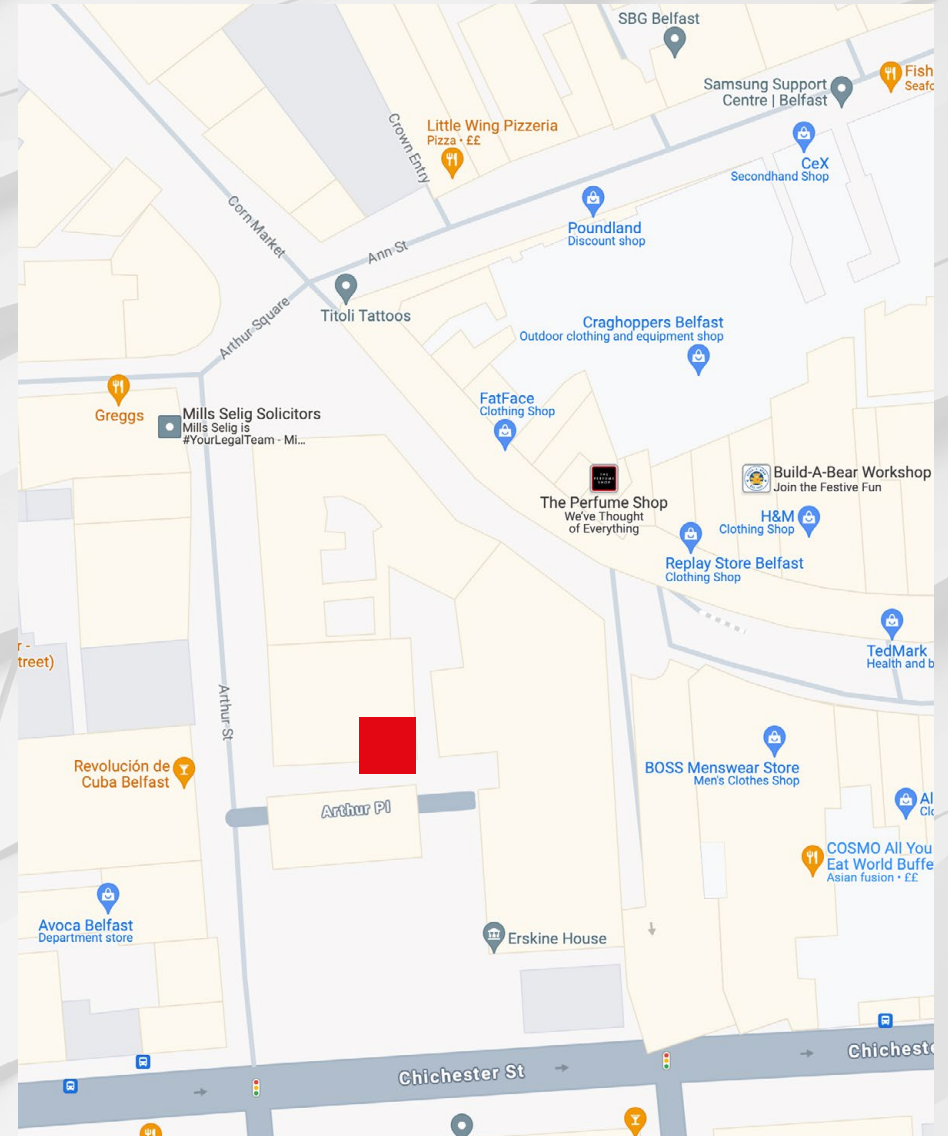 SBG Belfast
Samsung Support
Centre | Belfast
Fish
Seafo
CeX
Secondhand Shop
Little Wing Pizzeria
Pizza • ££
Crown Entry
Poundland
Discount shop
Corn Market
Ann St
Titoli Tattoos
Arthur Square
Craghoppers Belfast
Outdoor clothing and equipment shop
Greggs
Mills Selig Solicitors
Mills Selig is
#YourLegalTeam - Mi...
FatFace
Clothing Shop
THE PERFUME SHOP
The Perfume Shop
We've Thought
of Everything
Build-A-Bear Workshop
Join the Festive Fun
H&M
Clothing Shop
Replay Store Belfast
Clothing Shop
TedMark
Health and b
r -
treet)
Arthur St
Revolución de
Cuba Belfast
BOSS Menswear Store
Men's Clothes Shop
Arthur Pl
Al
Clo
COSMO All You
Eat World Buffe
Asian fusion • ££
Avoca Belfast
Department store
Erskine House
Chichester St
Chicheste